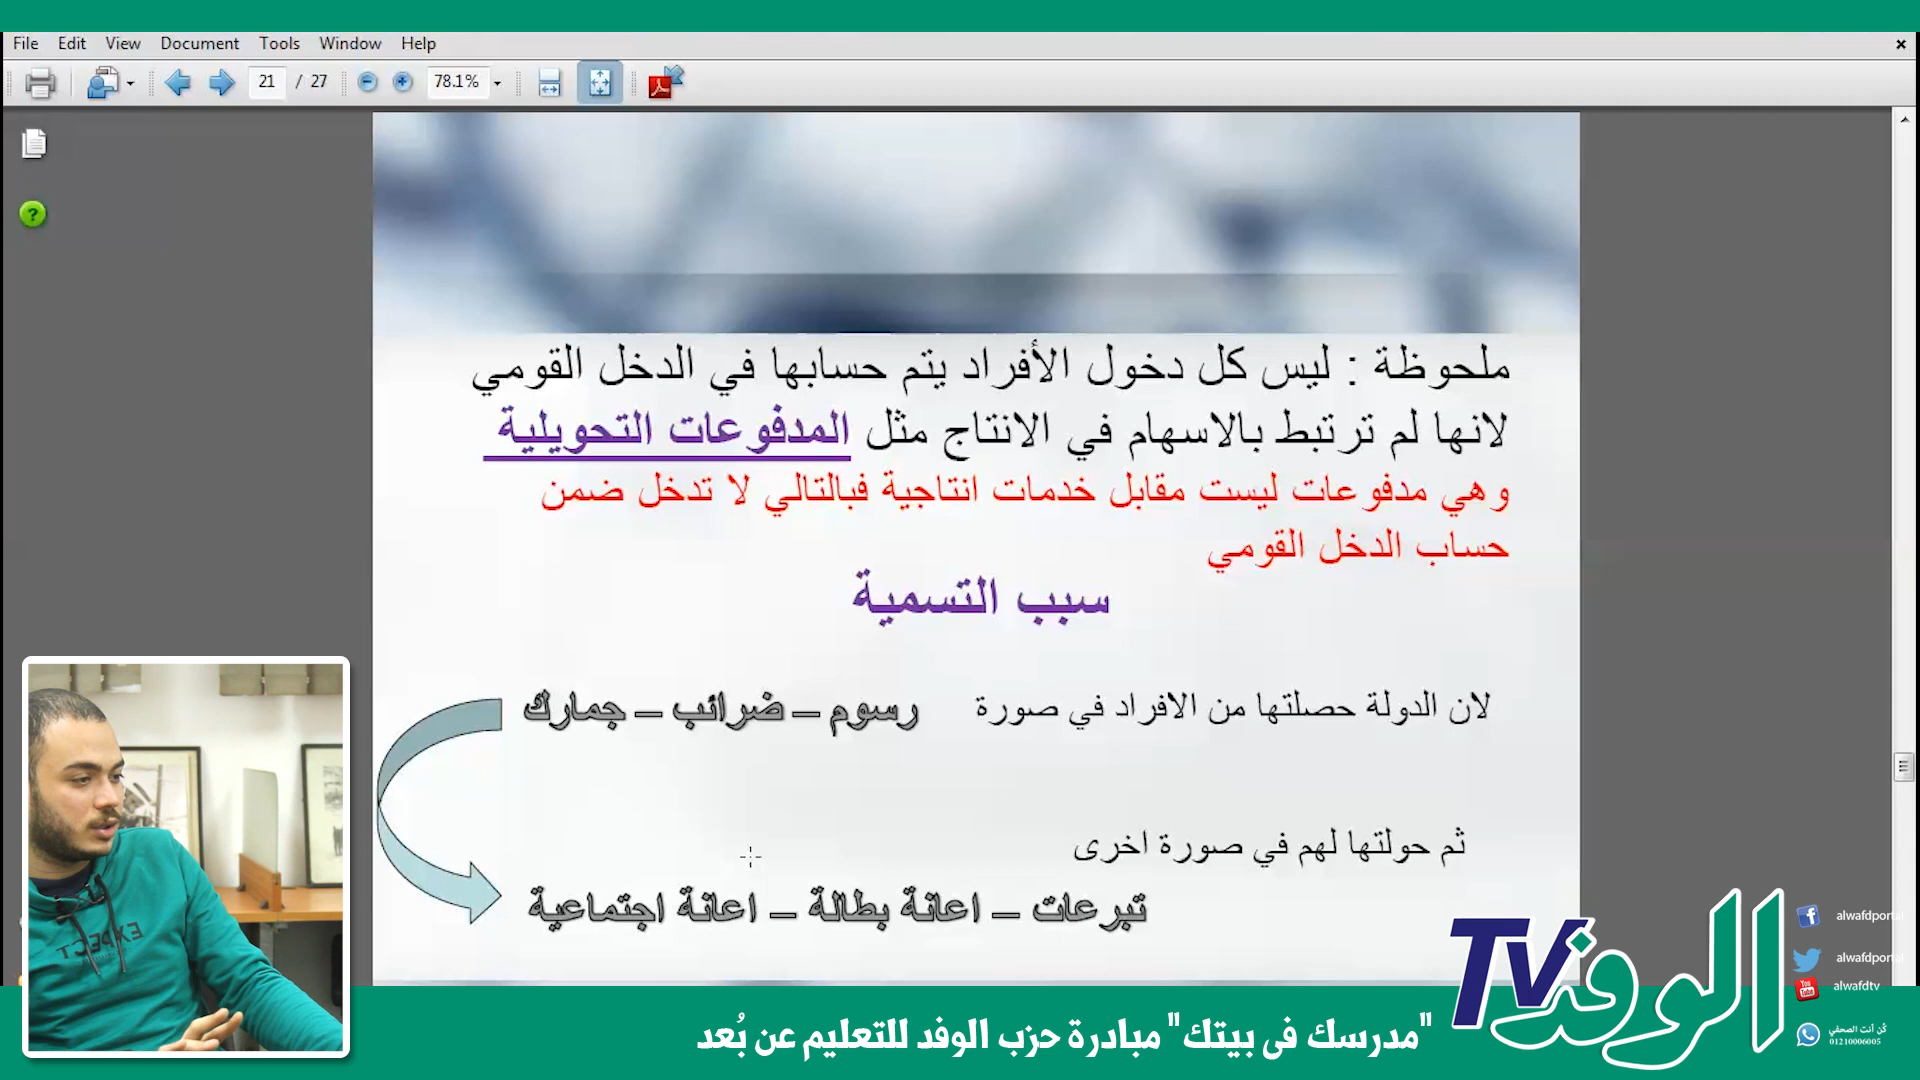 File Edit View Document Tools Window Help
21 / 27 78.1%
ملحوظة : ليس كل دخول الأفراد يتم حسابها في الدخل القومي
لانها لم ترتبط بالاسهام في الانتاج مثل المدفوعات التحويلية
وهي مدفوعات ليست مقابل خدمات انتاجية فبالتالي لا تدخل ضمن
حساب الدخل القومي
سبب التسمية
لان الدولة حصلتها من الافراد في صورة رسوم – ضرائب – جمارك
ثم حولتها لهم في صورة اخرى
تبرعات – اعانة بطالة – اعانة اجتماعية
EXPECT
الوفد TV
alwafdportal
alwafdportal
alwafdtv
كُن أنت الصحفي
01210006005
"مدرسك فى بيتك" مبادرة حزب الوفد للتعليم عن بُعد